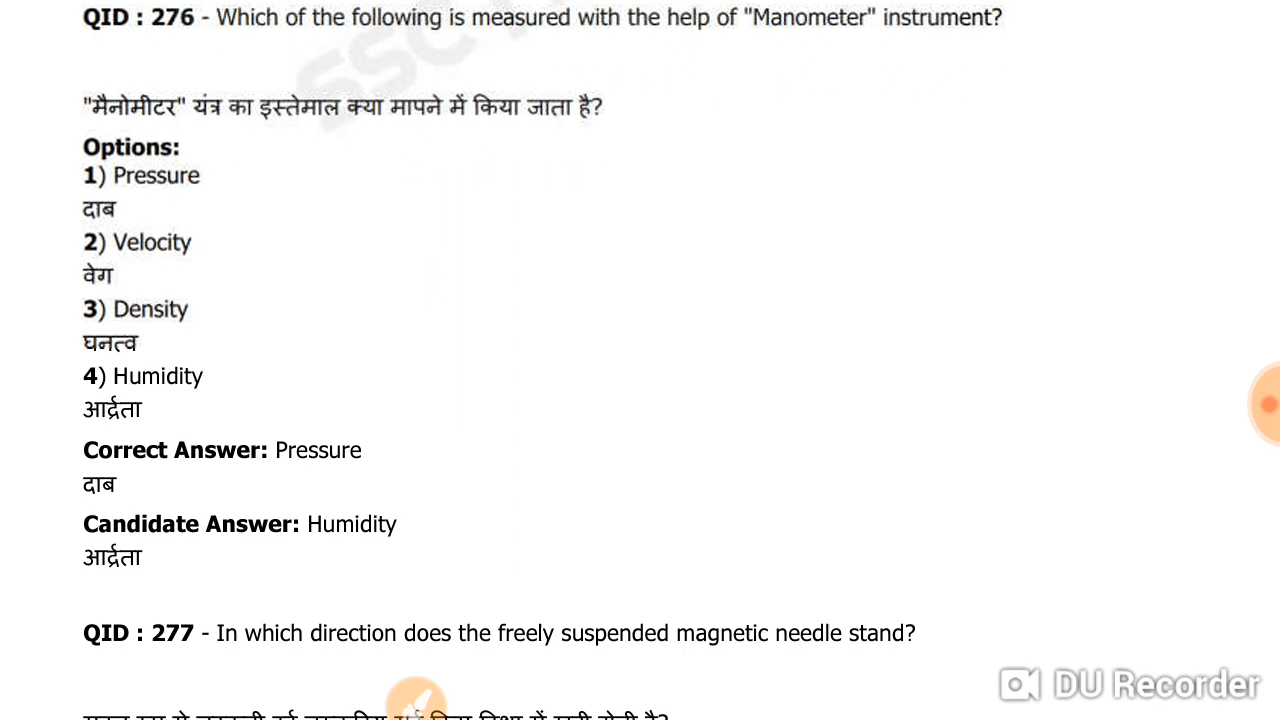 QID : 276 - Which of the following is measured with the help of "Manometer" instrument?
"मैनोमीटर" यंत्र का इस्तेमाल क्या मापने में किया जाता है?
Options:
1) Pressure
दाब
2) Velocity
वेग
3) Density
घनत्व
4) Humidity
आर्द्रता
Correct Answer: Pressure
दाब
Candidate Answer: Humidity
आर्द्रता
QID : 277 - In which direction does the freely suspended magnetic needle stand?
DU Recorder
SSC